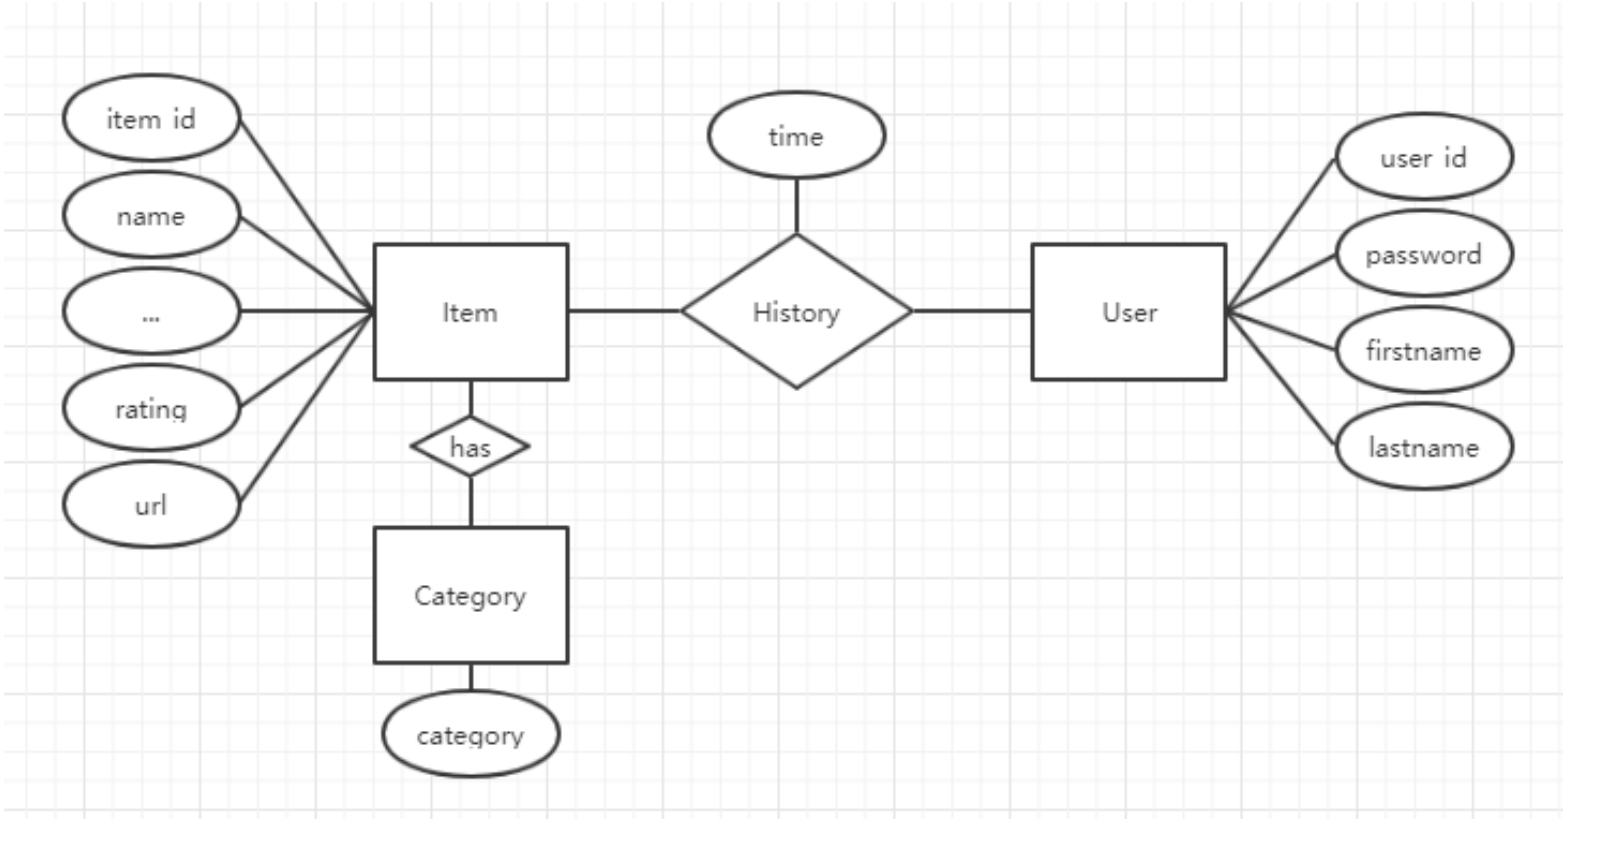 item id
name
...
rating
url
Item
has
Category
category
time
History
User
user id
password
firstname
lastname